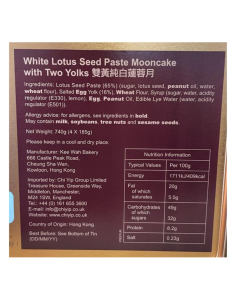 White Lotus Seed Paste Mooncake
with Two Yolks 雙黃純白蓮蓉月
Ingredients: Lotus Seed Paste (65%) (sugar, lotus seed, peanut oil, water,
wheat flour), Salted Egg Yolk (16%), Wheat Flour, Syrup (sugar, water, acidity
regulator (E330), lemon), Egg, Peanut Oil, Edible Lye Water (water, acidity
regulator (E501)).
Allergy advice: for allergens, see ingredients in bold.
May contain milk, soybeans, tree nuts and sesame seeds.
Net Weight: 740g (4 x 185g)
Please keep in a cool and dry place.
Manufacturer: Kee Wah Bakery
666 Castle Peak Road,
Cheung Sha Wan,
Kowloon, Hong Kong
Imported by: Chi Yip Group Limited
Treasure House, Greenside Way,
Middleton, Manchester,
M24 1SW, England
T: +44 (0) 161 655 3600
E: info@chiyip.co.uk
W: www.chiyip.co.uk
Country of Origin: Hong Kong
Best Before: See Bottom of Tin
(DD/MM/YY)
Nutrition Information
Typical Values Per 100g
Energy 1711kJ/409kcal
Fat 20g
of which
saturates 5.5g
Carbohydrates 49g
of which
sugars 32g
Protein 8.2g
Salt 0.23g